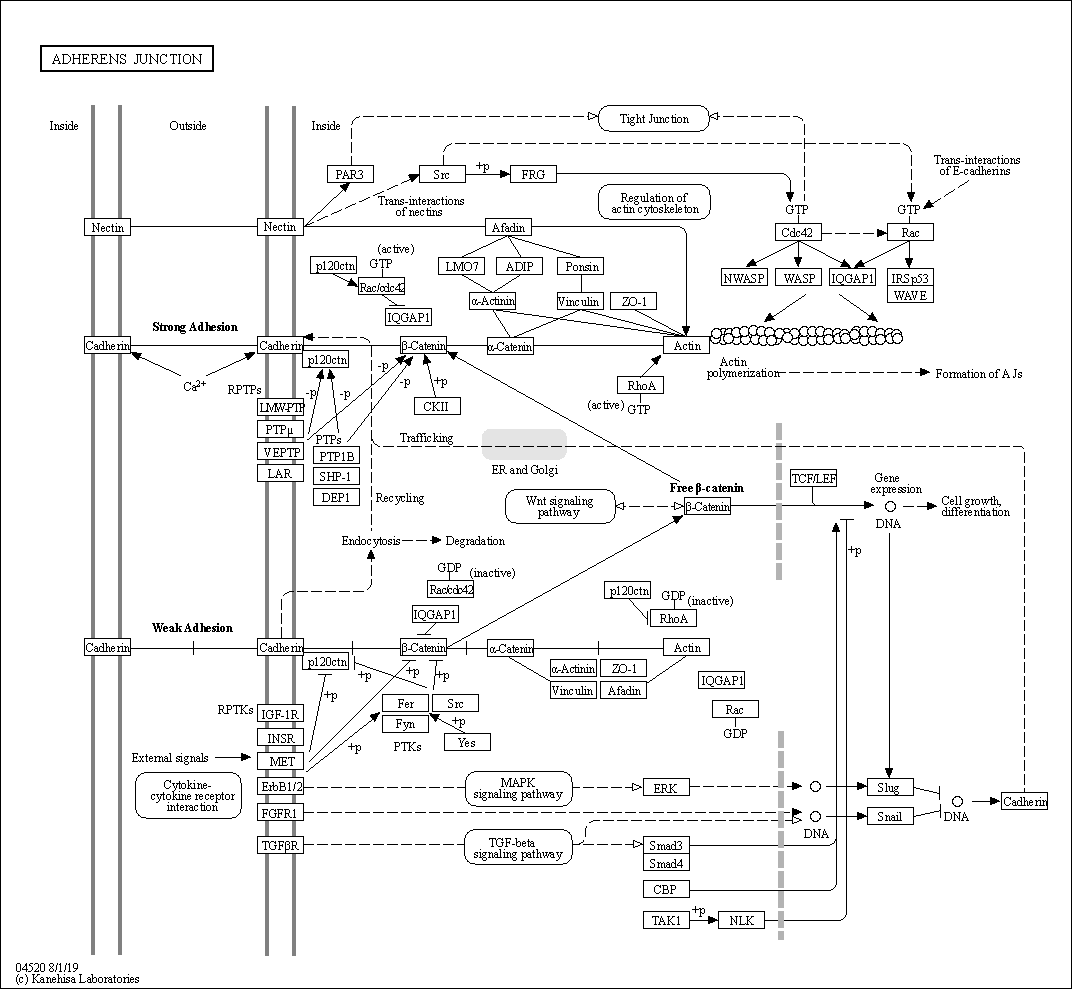 ADHERENS JUNCTION
Inside
Outside
Inside
Tight Junction
PAR3
Src
+p
FRG
Trans-interactions
of E-cadherins
Trans-interactions
of nectins
Regulation of
actin cytoskeleton
GTP
GTP
Nectin
Nectin
Afadin
Cdc42
Rac
(active)
p120ctn
GTP
Rac/cdc42
IQGAP1
LMO7
ADIP
Ponsin
NWASP
WASP
IQGAP1
IRSp53
WAVE
α-Actinin
Vinculin
ZO-1
Strong Adhesion
Cadherin
Cadherin
p120ctn
β-Catenin
α-Catenin
Actin
Actin
polymerization
Formation of AJs
Ca2+
RPTPs
-p
-p
-p
+p
CKII
RhoA
(active)
GTP
LMW-PTP
PTPμ
VEPTP
LAR
PTPs
PTP1B
SHP-1
DEP1
Trafficking
ER and Golgi
Recycling
Free β-catenin
β-Catenin
Wnt signaling
pathway
TCF/LEF
Gene
expression
DNA
Cell growth,
differentiation
+p
Endocytosis
Degradation
GDP
(inactive)
Rac/cdc42
IQGAP1
p120ctn
GDP
(inactive)
RhoA
Weak Adhesion
Cadherin
Cadherin
p120ctn
β-Catenin
α-Catenin
Actin
α-Actinin
ZO-1
Vinculin
Afadin
IQGAP1
Rac
GDP
+p
+p
+p
+p
Fer
Src
Fyn
+p
Yes
PTKs
+p
RPTKs
IGF-1R
INSR
External signals
MET
Cytokine-
cytokine receptor
interaction
ErbB1/2
FGFR1
TGFβR
MAPK
signaling pathway
ERK
TGF-beta
signaling pathway
Smad3
Smad4
CBP
TAK1
+p
NLK
DNA
Slug
Snail
DNA
Cadherin
04520 8/1/19
(c) Kanehisa Laboratories